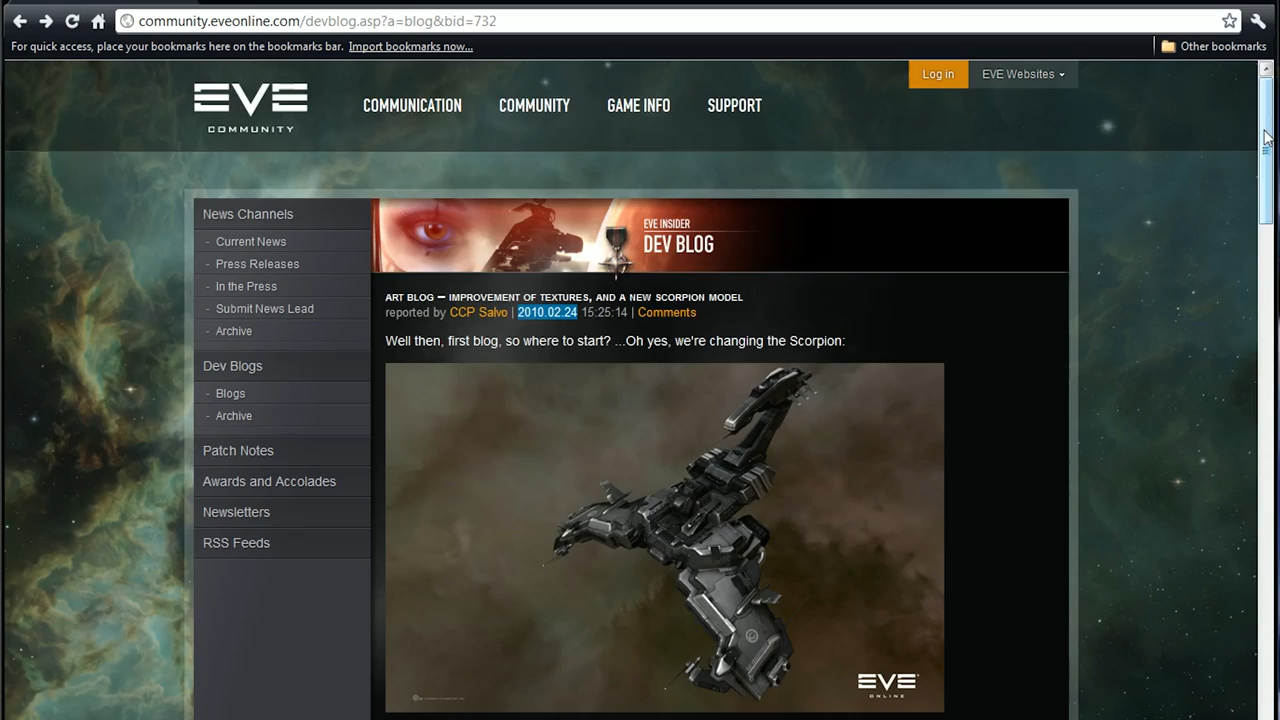 community.eveonline.com/devblog.asp?a=blog&bid=732
For quick access, place your bookmarks here on the bookmarks bar. Import bookmarks now...
Other bookmarks
Log in
EVE Websites
EVE
COMMUNITY
COMMUNICATION
COMMUNITY
GAME INFO
SUPPORT
News Channels
- Current News
- Press Releases
- In the Press
- Submit News Lead
- Archive
Dev Blogs
- Blogs
- Archive
Patch Notes
Awards and Accolades
Newsletters
RSS Feeds
EVE INSIDER
DEV BLOG
ART BLOG – IMPROVEMENT OF TEXTURES, AND A NEW SCORPION MODEL
reported by CCP Salvo | 2010.02.24 15:25:14 | Comments
Well then, first blog, so where to start? ...Oh yes, we're changing the Scorpion:
EVE
ONLINE